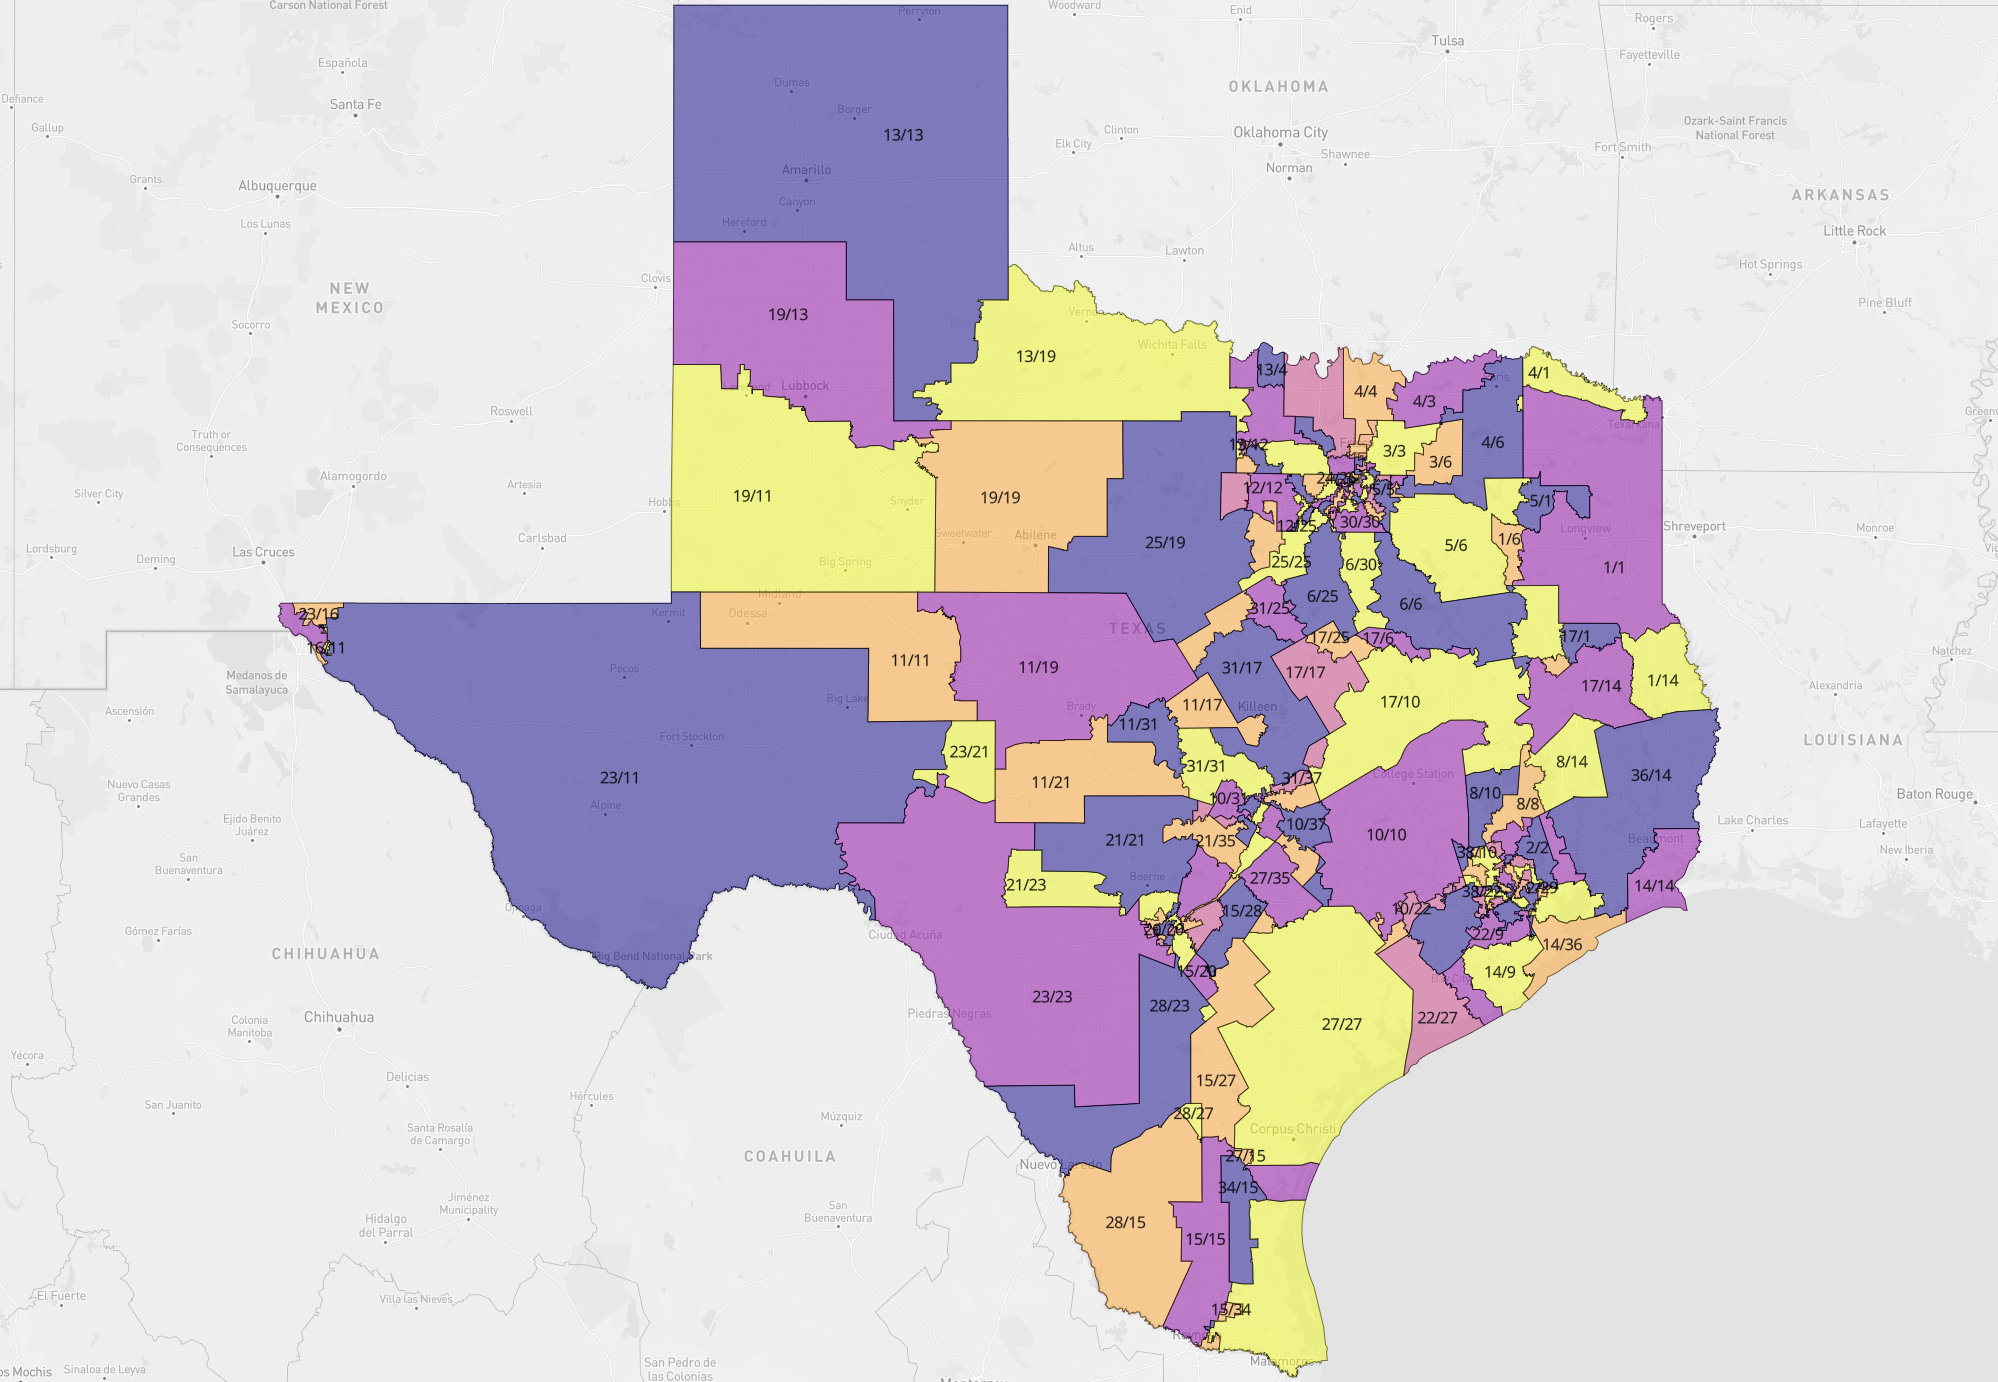 Carson National Forest
Perryton
Woodward
Enid
Rogers
Tulsa
Fayetteville
Española
Dumas
OKLAHOMA
Defiance
Santa Fe
Borger
Gallup
13/13
Clinton
Oklahoma City
Ozark-Saint Francis
National Forest
Elk City
Shawnee
Fort Smith
Norman
Grants
Amarillo
Albuquerque
ARKANSAS
Canyon
Los Lunas
Hereford
Little Rock
Altus
Lawton
Hot Springs
Clovis
NEW
MEXICO
Pine Bluff
19/13
Vernon
Socorro
13/19
Wichita Falls
13/4
4/1
Lubbock
4/4
4/3
Roswell
Texarkana
Truth or
Consequences
4/6
3/3
3/6
Alamogordo
Artesia
12/12
Silver City
19/11
19/19
5/1
Hobbs
Snyder
12/25
30/30
Longview
Shreveport
Monroe
Sweetwater
Abilene
25/19
5/6
1/6
Carlsbad
Lordsburg
Deming
Las Cruces
Big Spring
25/25
6/30
1/1
Midland
6/25
6/6
23/16
Kermit
Odessa
31/25
TEXAS
17/25
17/6
17/1
16/11
11/11
11/19
31/17
17/17
Natchez
Medanos de
Samalayuca
Pecos
17/14
1/14
Alexandria
Big Lake
Brady
11/17
Killeen
17/10
Ascensión
11/31
Fort Stockton
LOUISIANA
23/21
31/31
8/14
23/11
11/21
31/37
College Station
36/14
Nuevo Casas
Grandes
8/10
Baton Rouge
Alpine
10/31
8/8
Ejido Benito
Juárez
10/37
Lake Charles
Lafayette
21/21
21/35
10/10
Beaumont
2/2
New Iberia
38/10
San
Buenaventura
21/23
Boerne
27/35
14/14
Ojinaga
15/28
10/22
Gómez Farías
Ciudad Acuña
22/9
14/36
CHIHUAHUA
Big Bend National Park
14/9
15/20
Bay City
23/23
28/23
Chihuahua
Colonia
Manitoba
Piedras Negras
27/27
22/27
Yécora
Delicias
15/27
San Juanito
Hércules
Múzquiz
28/27
Santa Rosalía
de Camargo
Corpus Christi
COAHUILA
27/15
Nuevo Laredo
34/15
Jiménez
Municipality
San
Buenaventura
Hidalgo
del Parral
28/15
15/15
El Fuerte
Villa las Nieves
15/34
os Mochis
Sinaloa de Leyva
San Pedro de
las Colonias
Matamoros
Monterrey